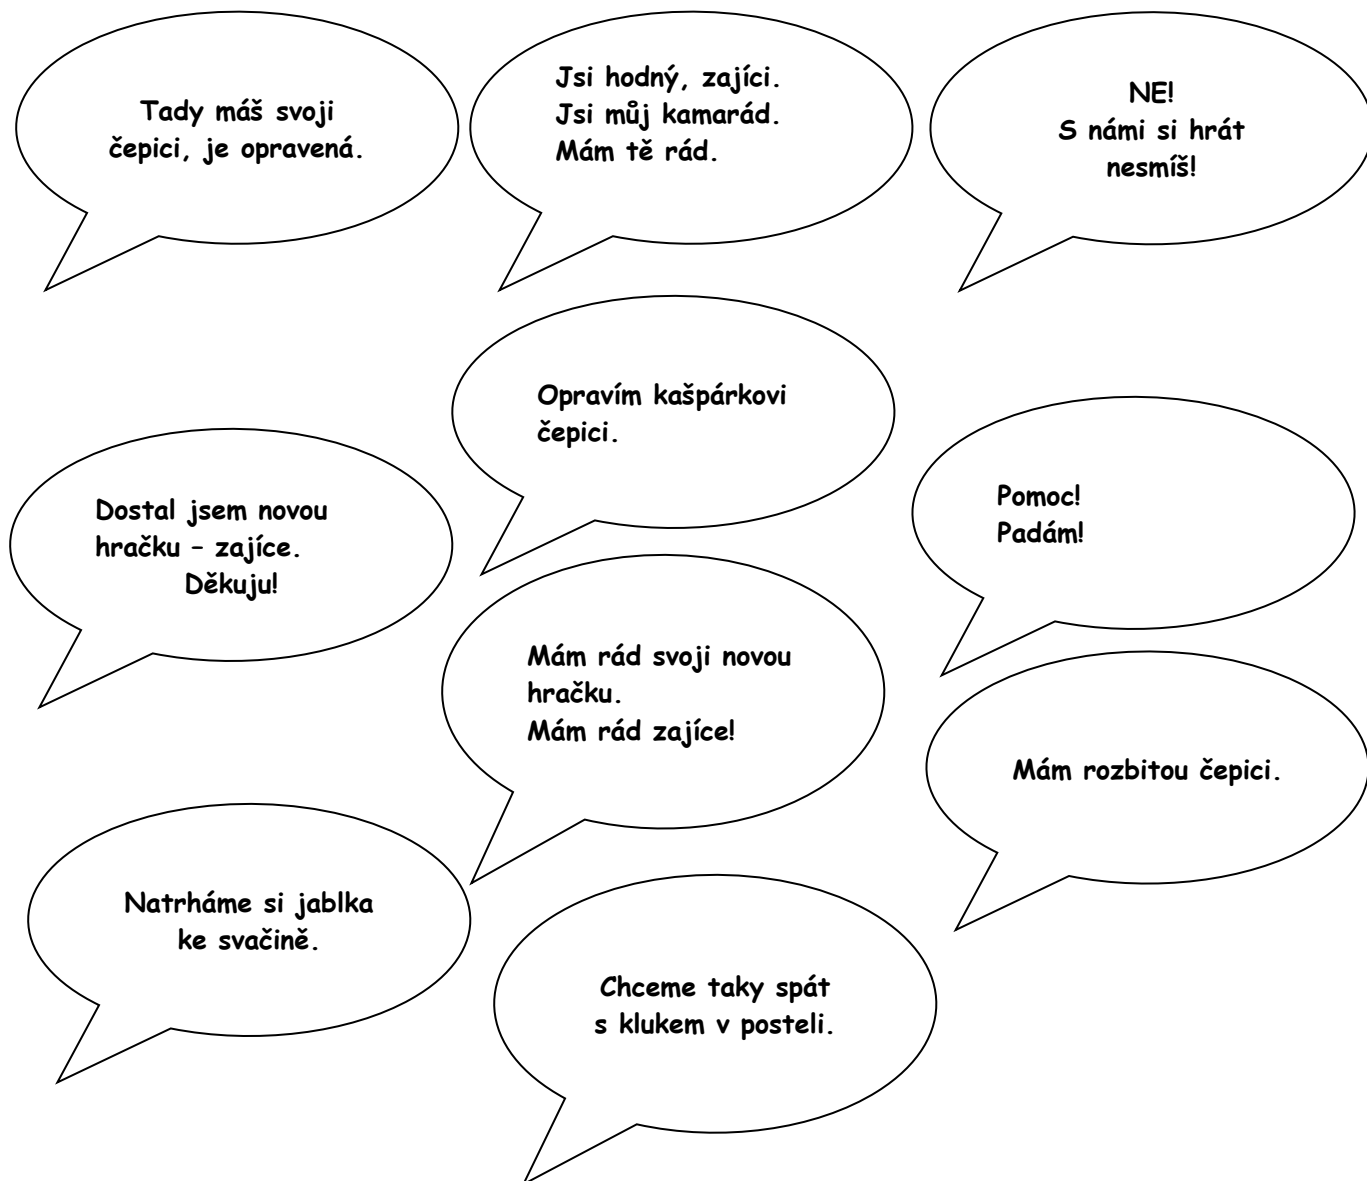 Tady máš svoji
čepici, je opravená.
Jsi hodný, zajíci.
Jsi můj kamarád.
Mám tě rád.
NE!
S námi si hrát
nesmíš!
Opravím kašpárkovi
čepici.
Dostal jsem novou
hračku – zajíce.
Děkuju!
Pomoc!
Padám!
Mám rád svoji novou
hračku.
Mám rád zajíce!
Mám rozbitou čepici.
Natrháme si jablka
ke svačině.
Chceme taky spát
s klukem v posteli.